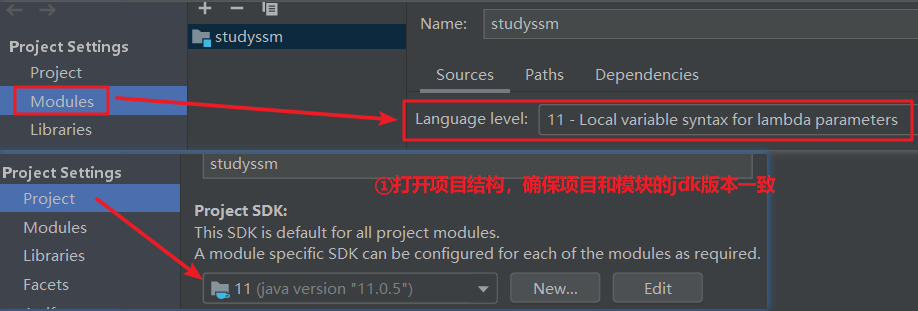 Project Settings
Project
Modules
Libraries
studyssm
Name:
studyssm
Sources
Paths
Dependencies
Language level:
11 - Local variable syntax for lambda parameters
Project Settings
Project
Modules
Libraries
Facets
studyssm
①打开项目结构，确保项目和模块的jdk版本一致
Project SDK:
This SDK is default for all project modules.
A module specific SDK can be configured for each of the modules as required.
11 (java version "11.0.5")
New...
Edit